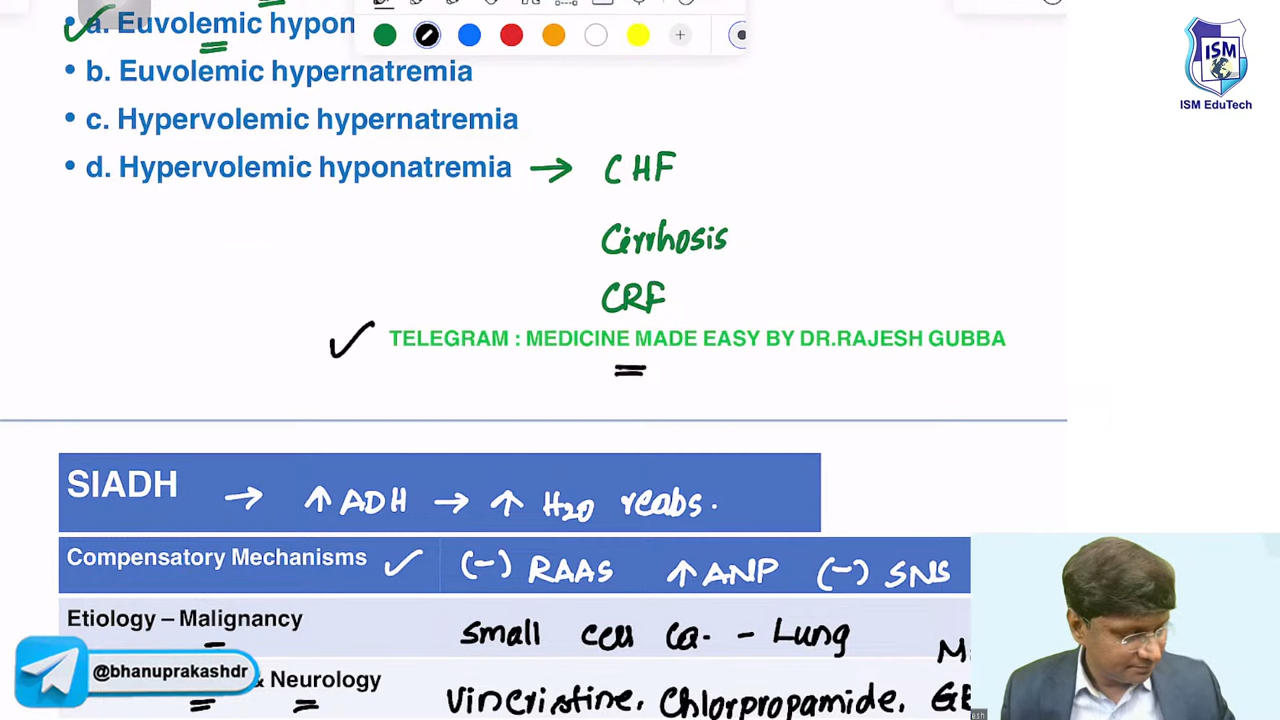 a. Euvolemic hypon
• b. Euvolemic hypernatremia
• c. Hypervolemic hypernatremia
• d. Hypervolemic hyponatremia → CHF
Cirrhosis
CRF
TELEGRAM : MEDICINE MADE EASY BY DR.RAJESH GUBBA
ISM
ISM EduTech
SIADH → ↑ ADH → ↑ H2O reabs.
Compensatory Mechanisms ✓ (-) RAAS ↑ ANP (-) SNS
Etiology – Malignancy small cell ca. - Lung
& Neurology Vincristine, Chlorpropamide,
@bhanuprakashdr